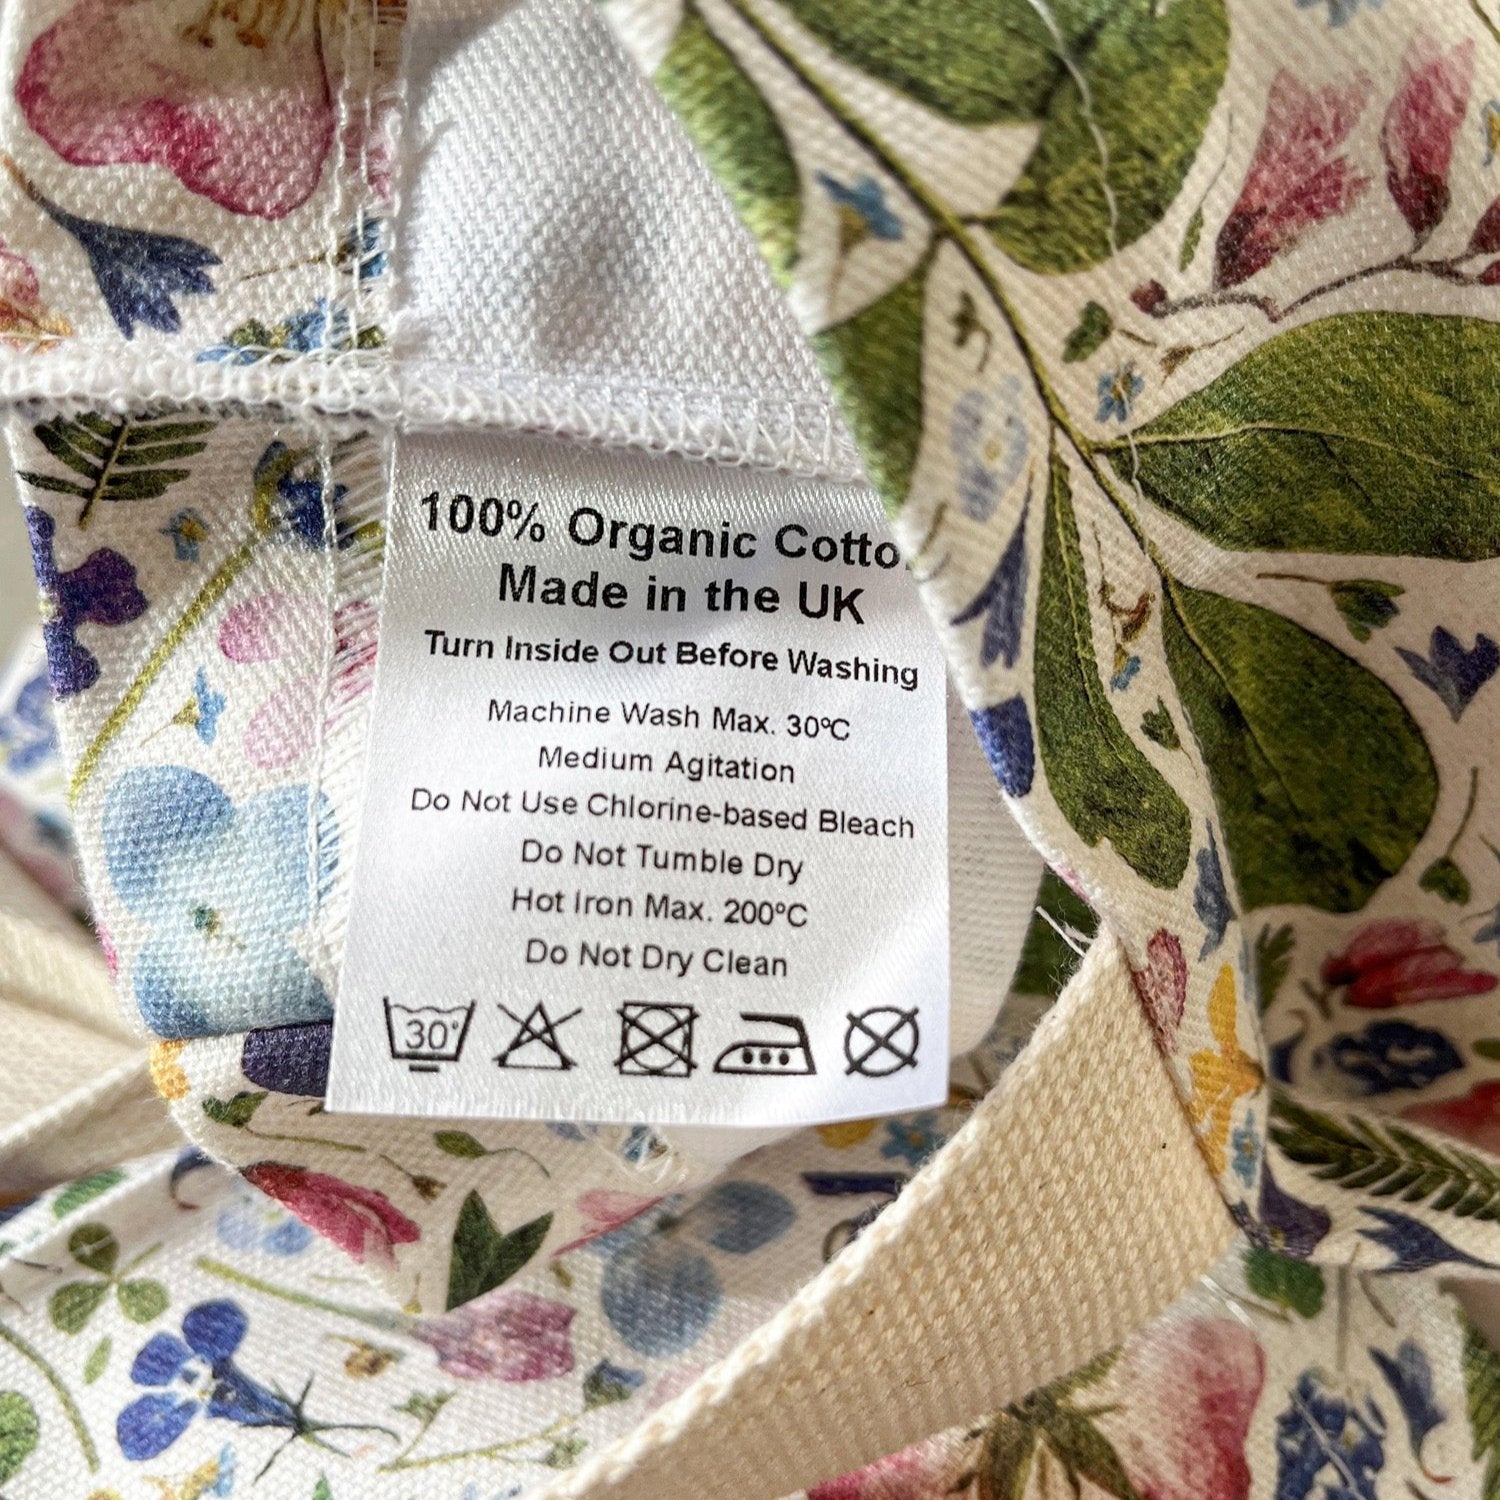 100% Organic Cotto
Made in the UK
Turn Inside Out Before Washing
Machine Wash Max. 30ºC
Medium Agitation
Do Not Use Chlorine-based Bleach
Do Not Tumble Dry
Hot Iron Max. 200ºC
Do Not Dry Clean
30°